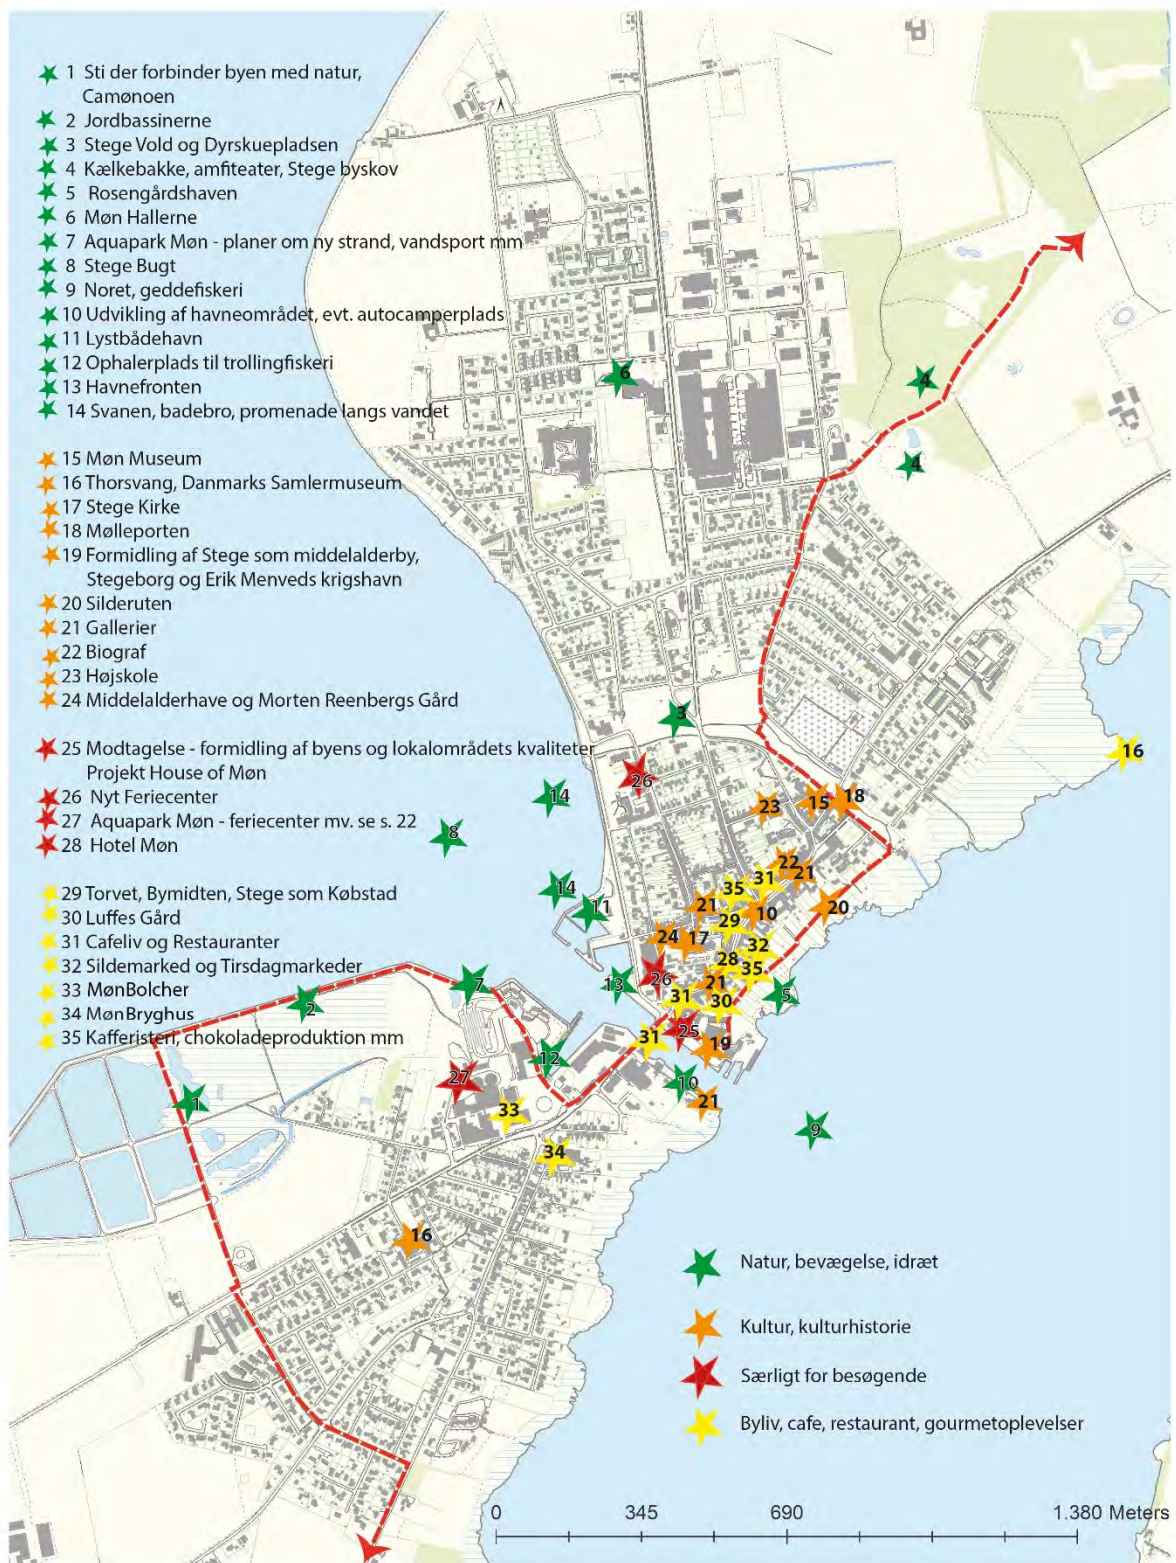 1 Sti der forbinder byen med natur,
Camønoen
2 Jordbassinerne
3 Stege Vold og Dyrskuepladsen
4 Kælkebakke, amfiteater, Stege byskov
5 Rosengårdshaven
6 Møn Hallerne
7 Aquapark Møn - planer om ny strand, vandsport mm
8 Stege Bugt
9 Noret, geddefiskeri
10 Udvikling af havneområdet, evt. autocamperplads
11 Lystbådehavn
12 Ophalerplads til trollingfiskeri
13 Havnefronten
14 Svanen, badebro, promenade langs vandet
15 Møn Museum
16 Thorsvang, Danmarks Samlermuseum
17 Stege Kirke
18 Mølleporten
19 Formidling af Stege som middelalderby,
Stegeborg og Erik Menveds krigshavn
20 Silderuten
21 Gallerier
22 Biograf
23 Højskole
24 Middelalderhave og Morten Reenbergs Gård
25 Modtagelse - formidling af byens og lokalområdets kvaliteter
Projekt House of Møn
26 Nyt Feriecenter
27 Aquapark Møn - feriecenter mv. se s. 22
28 Hotel Møn
29 Torvet, Bymidten, Stege som Købstad
30 Luffes Gård
31 Cafeliv og Restauranter
32 Sildemarked og Tirsdagmarkeder
33 MønBolcher
34 MønBryghus
35 Kafferisteri, chokoladeproduktion mm
6
4
4
3
16
26
14
23
15
18
8
22
21
31
35
14
21
11
10
20
29
24
17
32
28
35
26
21
13
7
5
2
31
30
25
31
19
12
27
10
1
21
33
9
34
16
Natur, bevægelse, idræt
Kultur, kulturhistorie
Særligt for besøgende
Byliv, cafe, restaurant, gourmetoplevelser
0
345
690
1.380 Meters